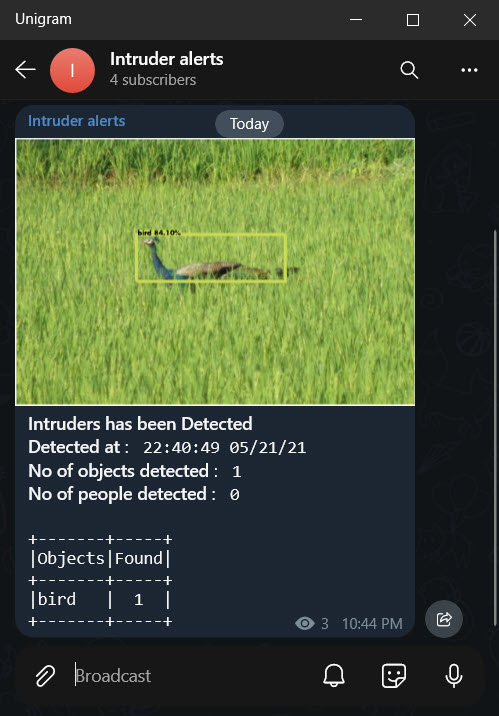 Unigram
I
Intruder alerts
4 subscribers
Intruder alerts
Today
bird 84.10%
Intruders has been Detected
Detected at : 22:40:49 05/21/21
No of objects detected : 1
No of people detected : 0
+-------+-----+
|Objects|Found|
+-------+-----+
|bird   |  1  |
+-------+-----+
3 10:44 PM
Broadcast